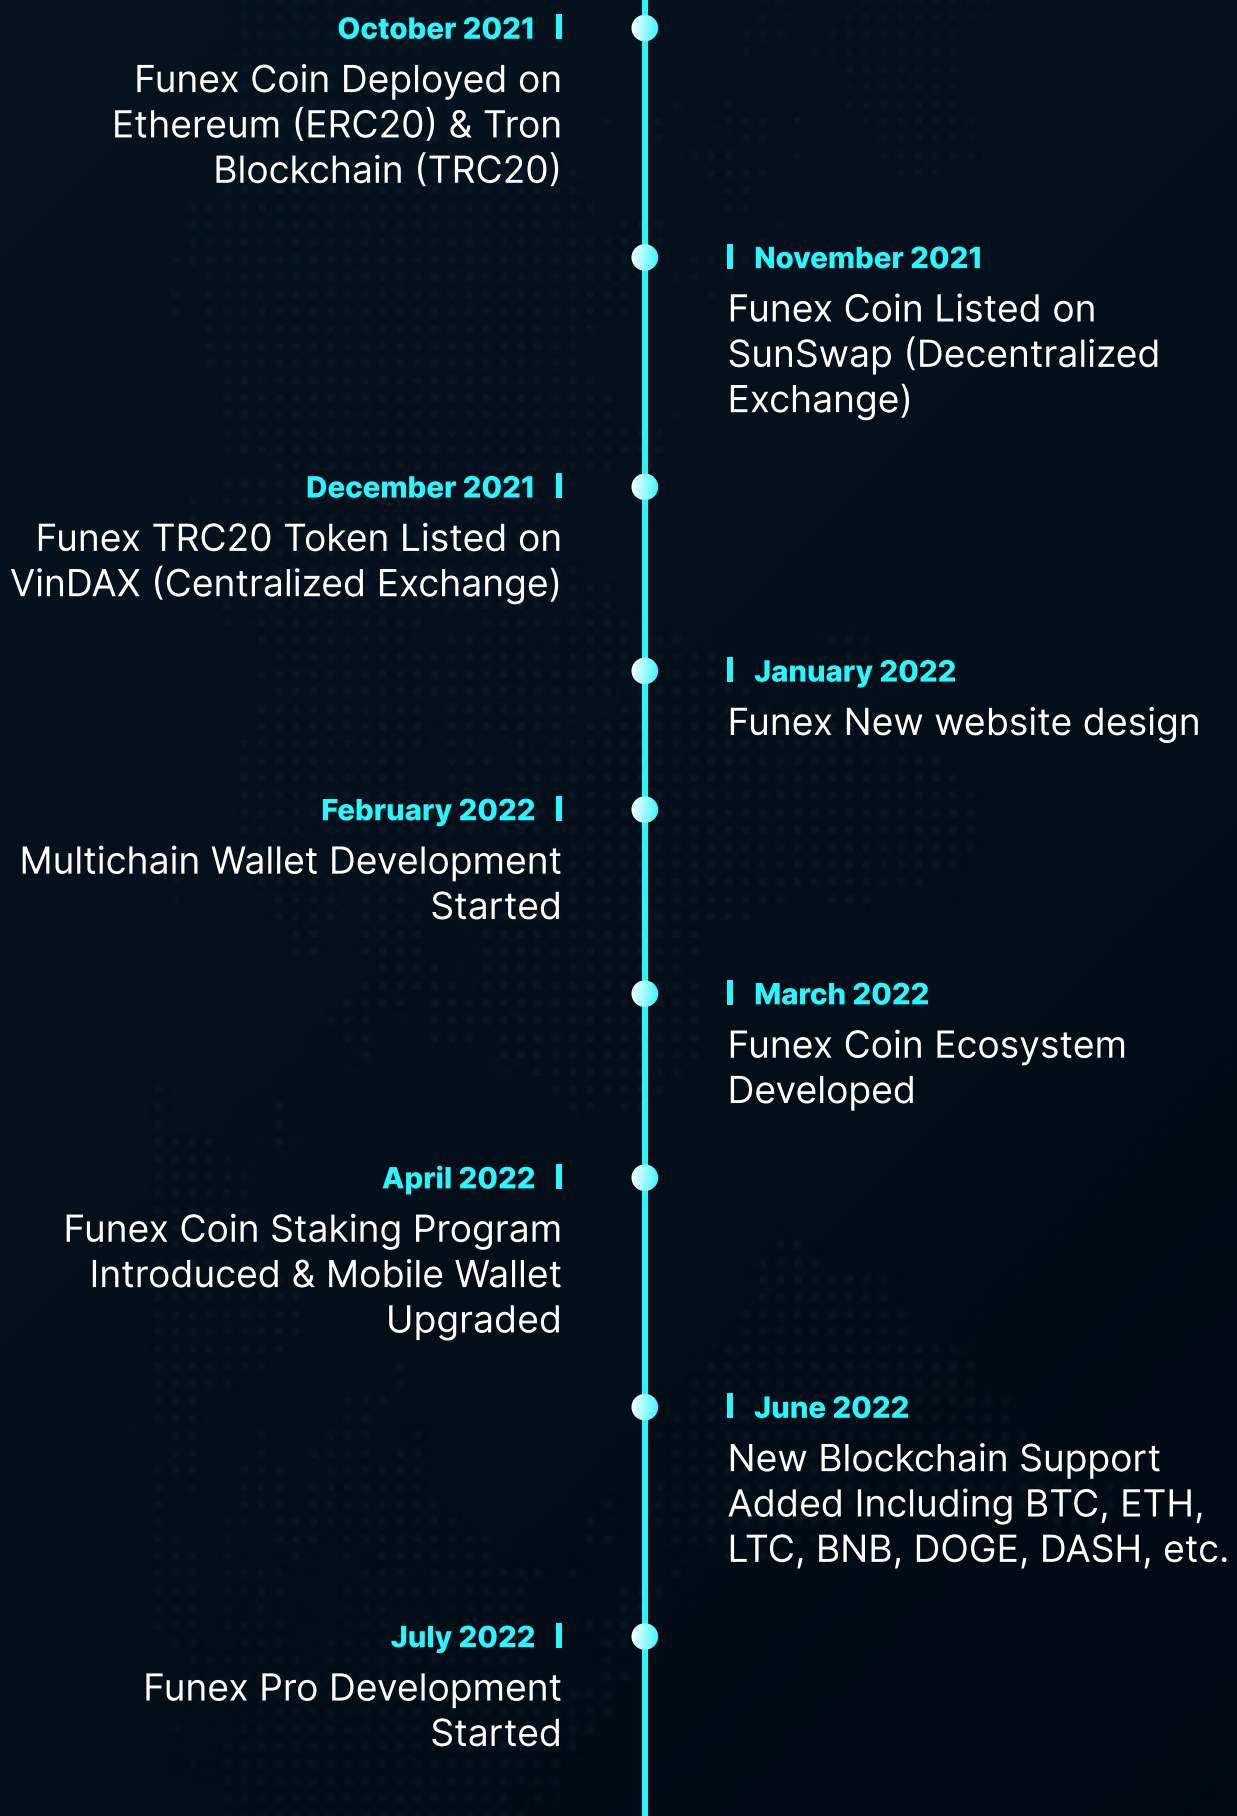 October 2021
Funex Coin Deployed on
Ethereum (ERC20) & Tron
Blockchain (TRC20)
November 2021
Funex Coin Listed on
SunSwap (Decentralized
Exchange)
December 2021
Funex TRC20 Token Listed on
VinDAX (Centralized Exchange)
January 2022
Funex New website design
February 2022
Multichain Wallet Development
Started
March 2022
Funex Coin Ecosystem
Developed
April 2022
Funex Coin Staking Program
Introduced & Mobile Wallet
Upgraded
June 2022
New Blockchain Support
Added Including BTC, ETH,
LTC, BNB, DOGE, DASH, etc.
July 2022
Funex Pro Development
Started